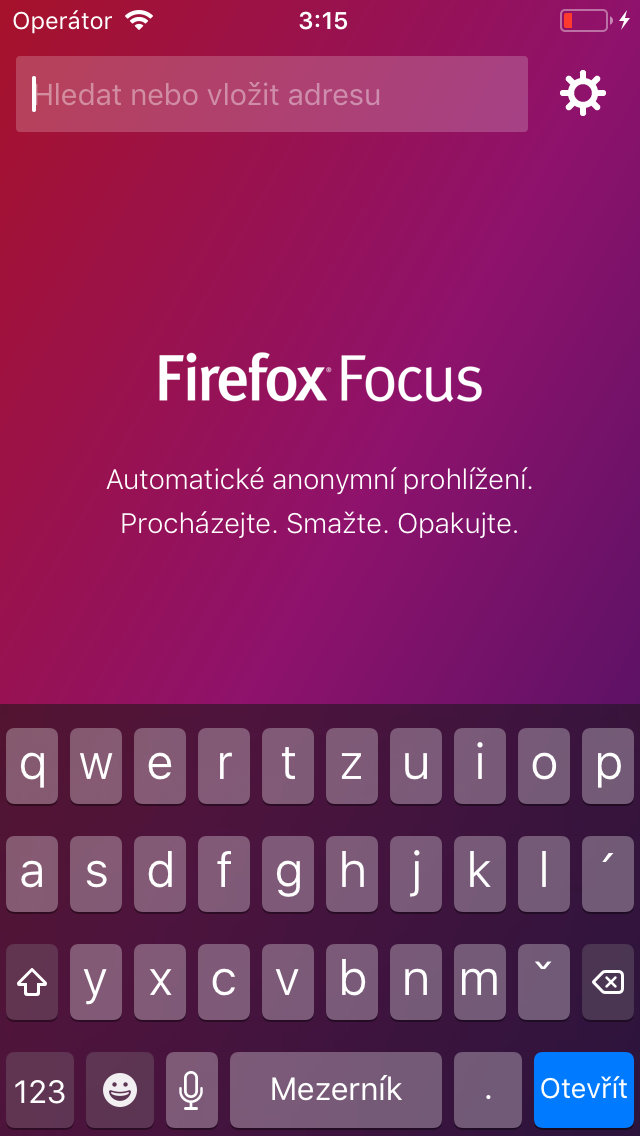 Operátor 3:15
Hledat nebo vložit adresu
Firefox® Focus
Automatické anonymní prohlížení.
Procházejte. Smažte. Opakujte.
q w e r t z u i o p
a s d f g h j k l ´
y x c v b n m ˇ
123 Mezerník . Otevřít